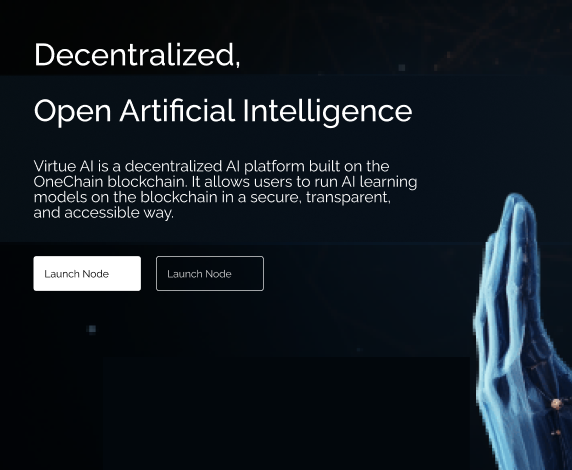 Decentralized,
Open Artificial Intelligence
Virtue AI is a decentralized AI platform built on the
OneChain blockchain. It allows users to run AI learning
models on the blockchain in a secure, transparent,
and accessible way.
Launch Node
Launch Node